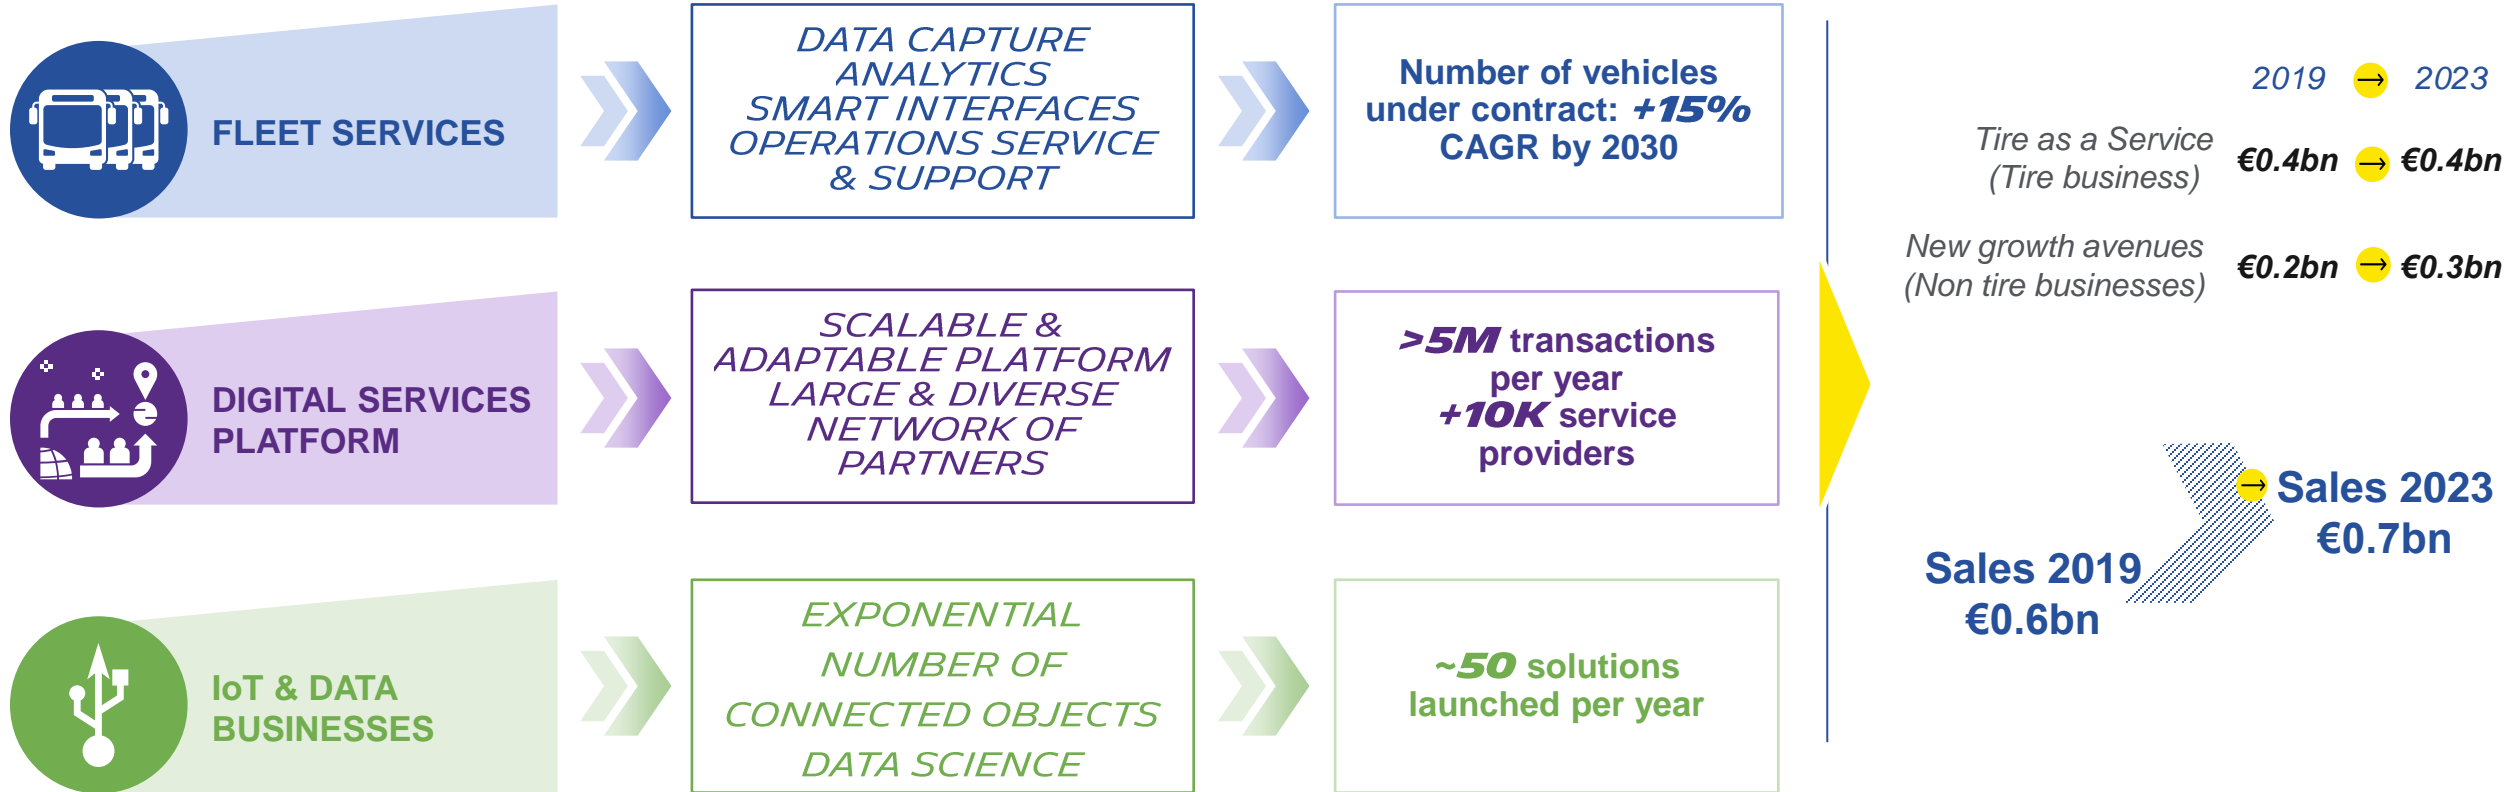 FLEET SERVICES
DATA CAPTURE
ANALYTICS
SMART INTERFACES
OPERATIONS SERVICE
& SUPPORT
Number of vehicles
under contract: +15%
CAGR by 2030
DIGITAL SERVICES
PLATFORM
SCALABLE &
ADAPTABLE PLATFORM
LARGE & DIVERSE
NETWORK OF
PARTNERS
>5M transactions
per year
+10K service
providers
IoT & DATA
BUSINESSES
EXPONENTIAL
NUMBER OF
CONNECTED OBJECTS
DATA SCIENCE
~50 solutions
launched per year
2019 → 2023
Tire as a Service
(Tire business)
€0.4bn → €0.4bn
New growth avenues
(Non tire businesses)
€0.2bn → €0.3bn
Sales 2019
€0.6bn
→ Sales 2023
€0.7bn